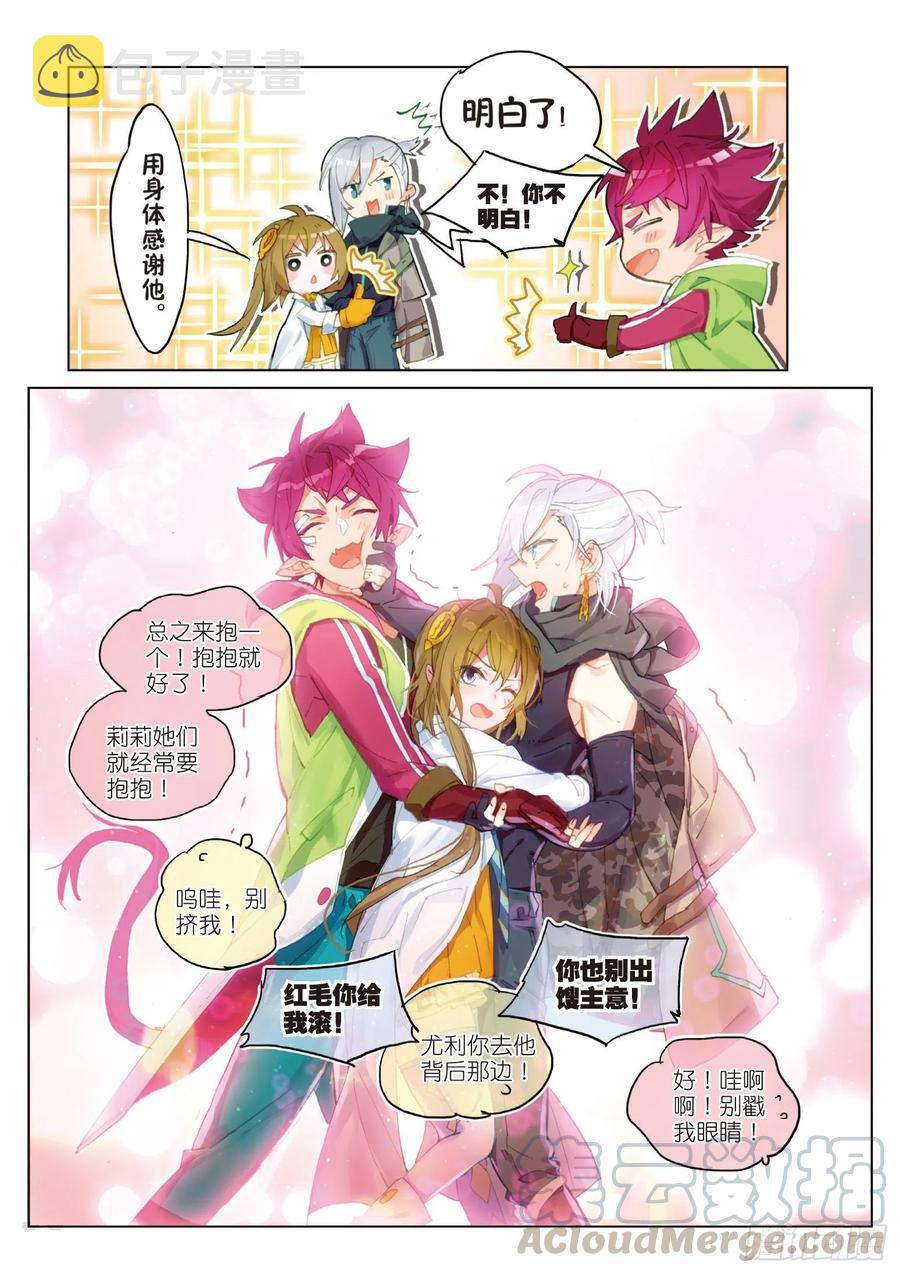 包子漫畫
用身体感谢他。
明白了!
不!你不
明白!
总之来抱一
个!抱抱就
好了!
莉莉她们
就经常要
抱抱!
呜哇,别
挤我!
红毛你给
我滚!
你也别出
馊主意!
尤利你去他
背后那边!
好!哇啊
啊!别戳
我眼睛!
集云数据
AcloudMerge.com